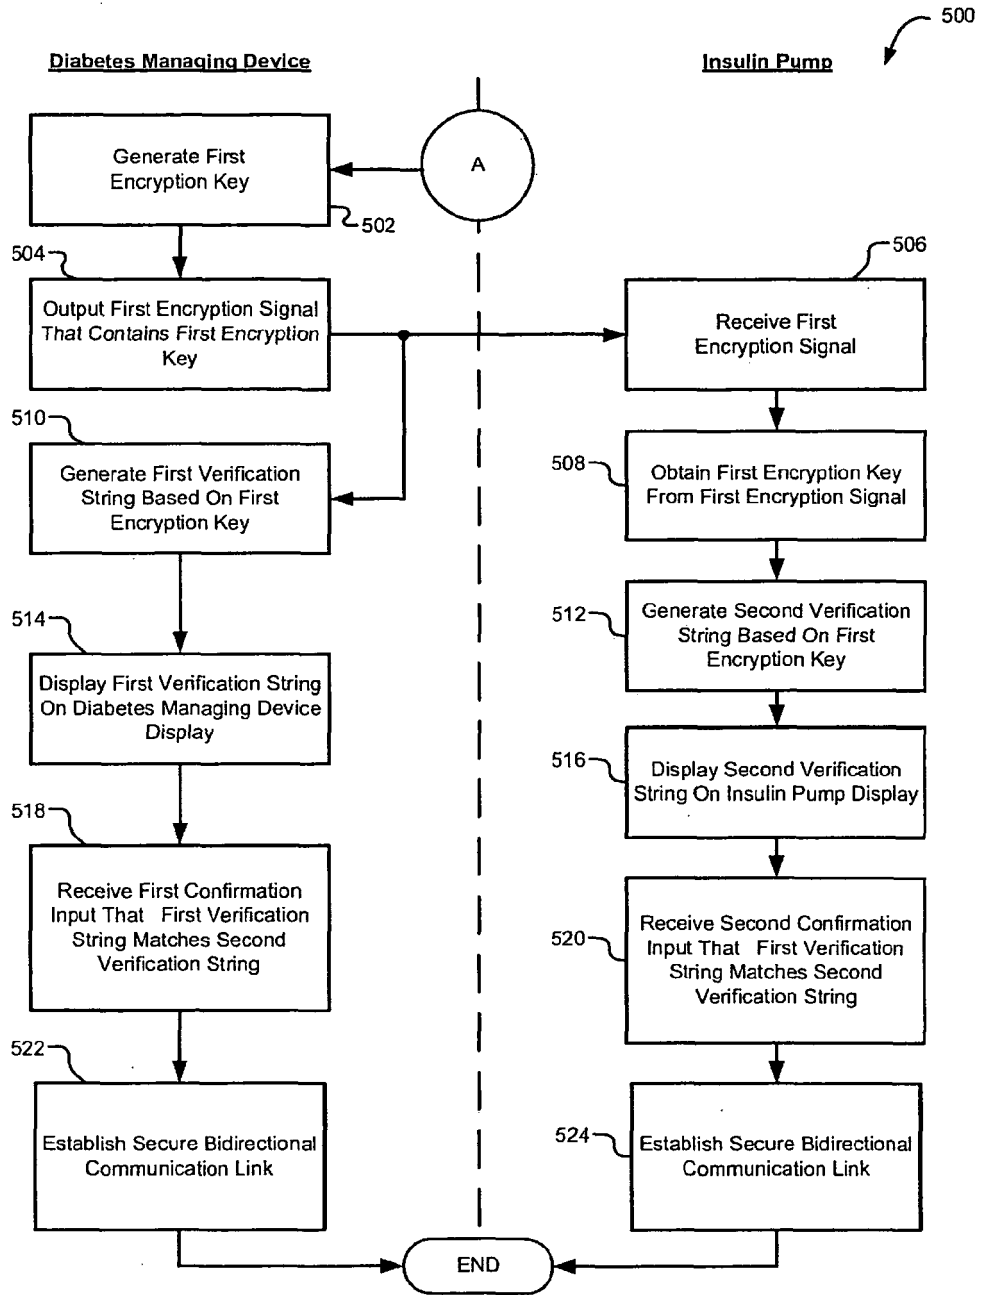 500
Diabetes Managing Device
Insulin Pump
A
Generate First
Encryption Key
502
504
Output First Encryption Signal
That Contains First Encryption
Key
506
Receive First
Encryption Signal
510
Generate First Verification
String Based On First
Encryption Key
508
Obtain First Encryption Key
From First Encryption Signal
512
Generate Second Verification
String Based On First
Encryption Key
514
Display First Verification String
On Diabetes Managing Device
Display
516
Display Second Verification
String On Insulin Pump Display
518
Receive First Confirmation
Input That First Verification
String Matches Second
Verification String
520
Receive Second Confirmation
Input That First Verification
String Matches Second
Verification String
522
Establish Secure Bidirectional
Communication Link
524
Establish Secure Bidirectional
Communication Link
END